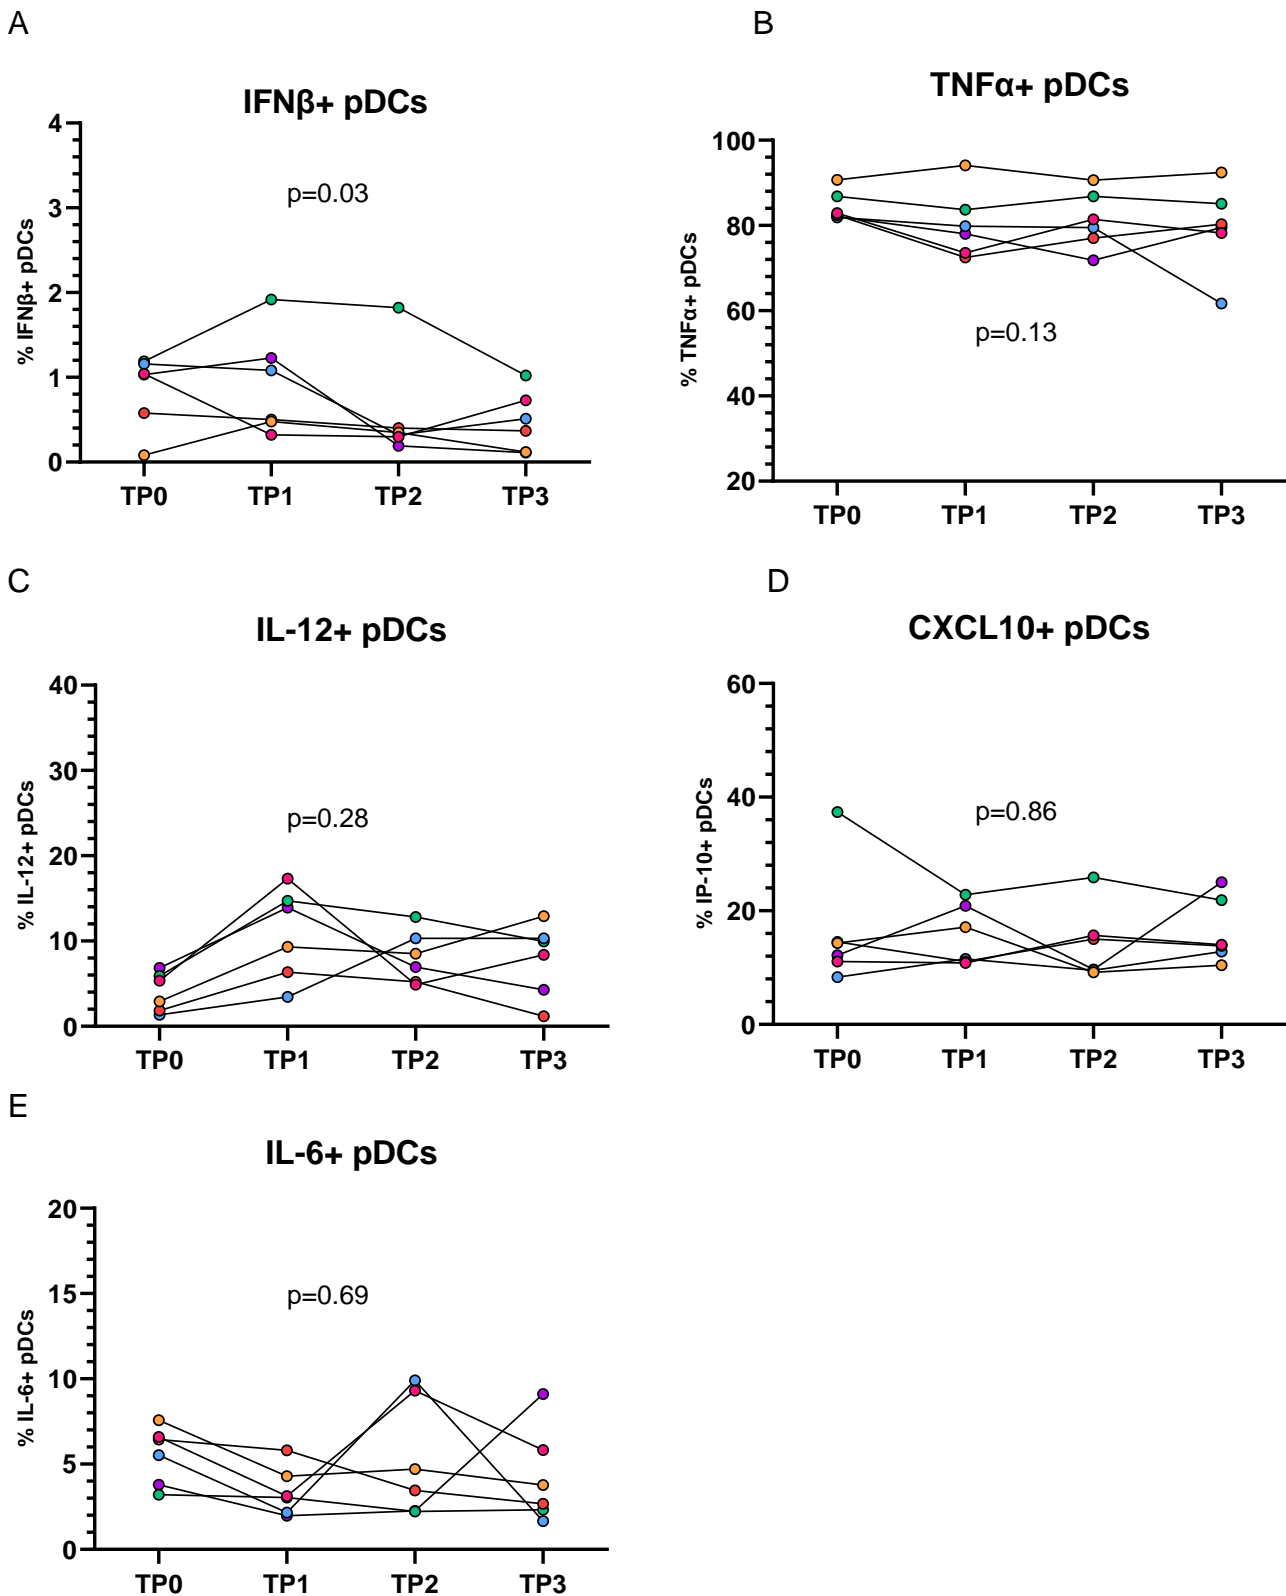 A
IFNβ+ pDCs
% IFNβ+ pDCs
4
3
2
1
0
p=0.03
TP0 TP1 TP2 TP3
B
TNFα+ pDCs
% TNFα+ pDCs
100
80
60
40
20
p=0.13
TP0 TP1 TP2 TP3
C
IL-12+ pDCs
% IL-12+ pDCs
40
30
20
10
0
p=0.28
TP0 TP1 TP2 TP3
D
CXCL10+ pDCs
% IP-10+ pDCs
60
40
20
0
p=0.86
TP0 TP1 TP2 TP3
E
IL-6+ pDCs
% IL-6+ pDCs
20
15
10
5
0
p=0.69
TP0 TP1 TP2 TP3